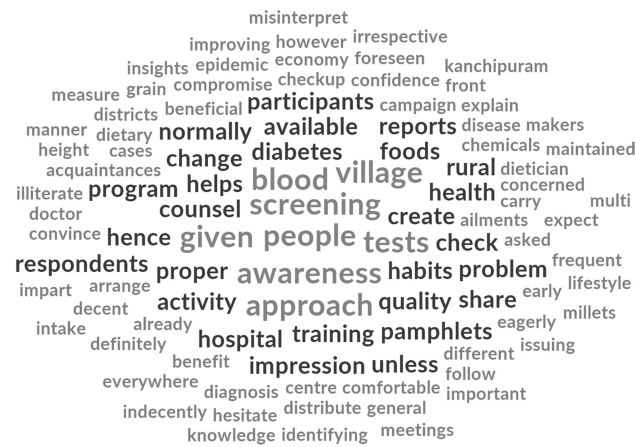 misinterpret
improving however irrespective
insights epidemic economy foreseen kanchipuram
measure grain compromise checkup confidence front
districts beneficial participants campaign explain
manner dietary normally available reports disease makers
height cases change diabetes foods chemicals maintained
acquaintances blood village rural dietician
illiterate program helps health concerned
doctor counsel screening create carry multi
ailments expect
convince hence given people tests check asked
respondents proper awareness habits problem frequent
impart arrange activity approach quality share early lifestyle
decent millets
intake already hospital training pamphlets eagerly
definitely issuing
benefit impression unless different
everywhere follow
diagnosis centre comfortable important
indecently hesitate distribute general
knowledge identifying meetings